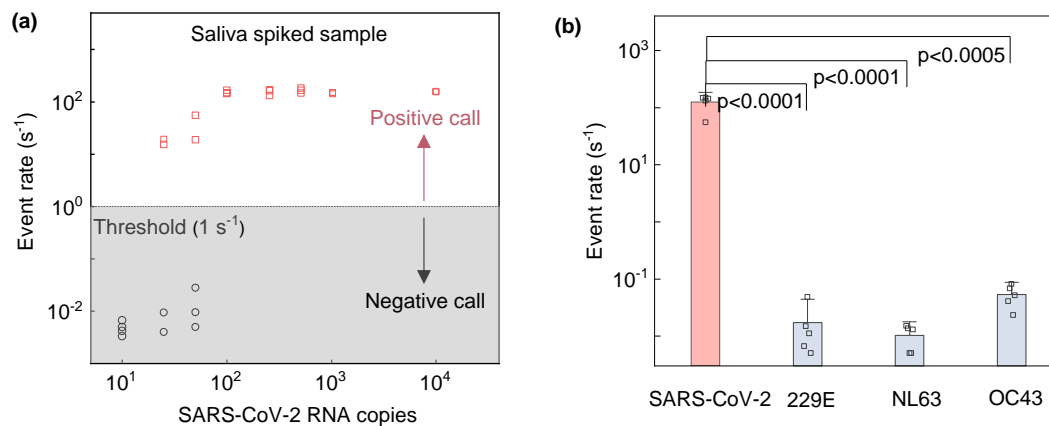 (a)
Saliva spiked sample
Positive call
Threshold (1 s⁻¹)
Negative call
Event rate (s⁻¹)
10²
10⁰
10⁻²
10¹ 10² 10³ 10⁴
SARS-CoV-2 RNA copies
(b)
Event rate (s⁻¹)
10³
10¹
10⁻¹
p<0.0005
p<0.0001
p<0.0001
SARS-CoV-2 229E NL63 OC43